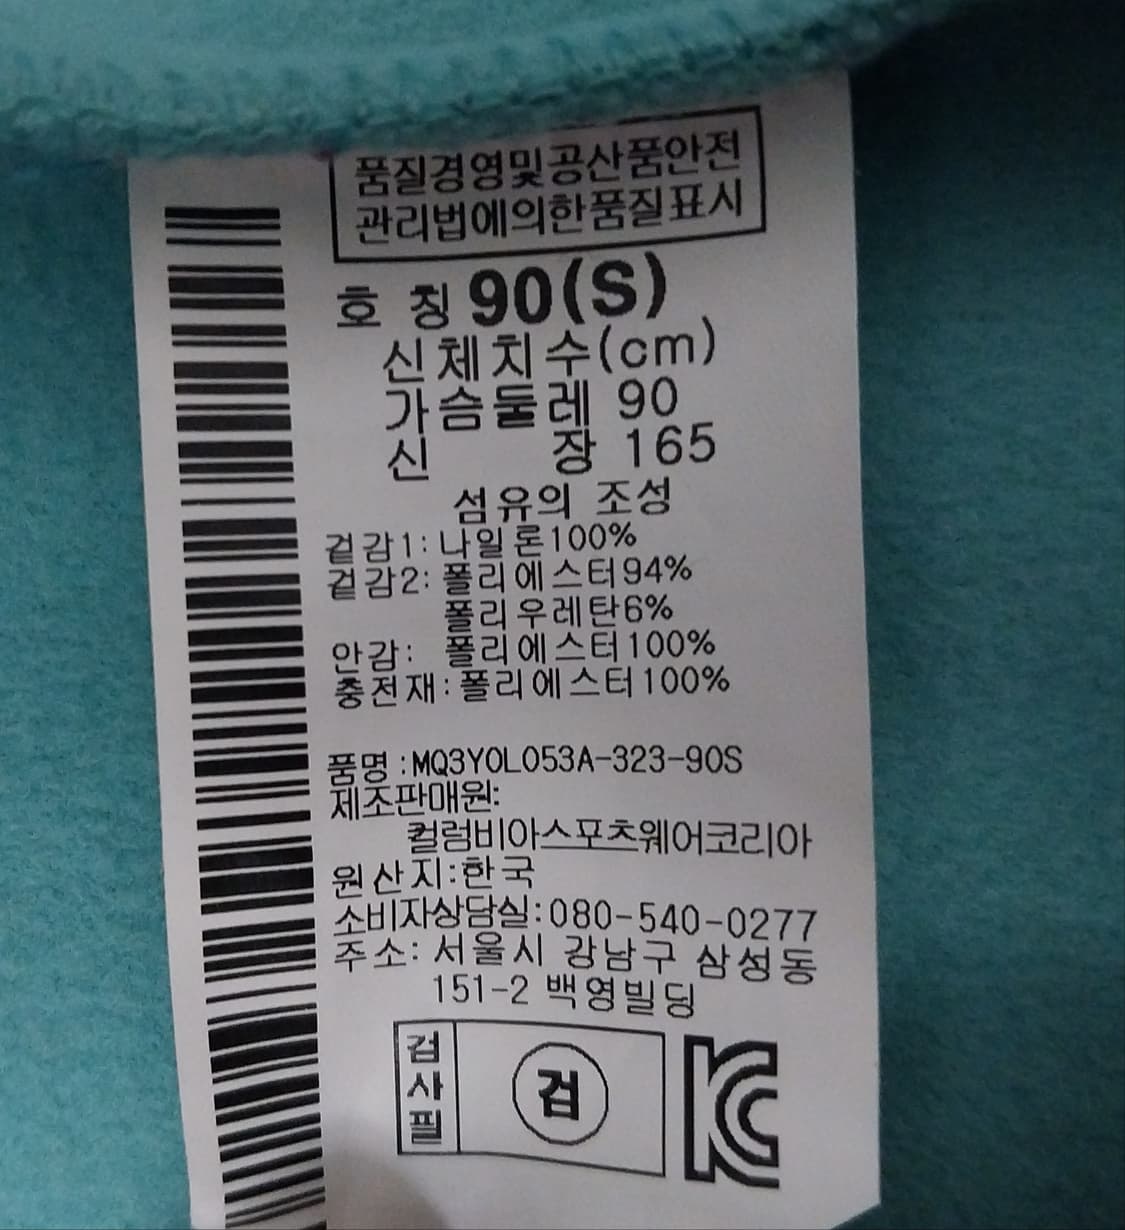 품질경영및공산품안전
관리법에의한품질표시
호 칭 90(S)
신체치수(cm)
가슴둘레 90
신 장 165
섬유의 조성
겉감1: 나일론100%
겉감2: 폴리에스터94%
폴리우레탄6%
안감: 폴리에스터100%
충전재:폴리에스터100%
품명:MQ3YOL053A-323-90S
제조판매원:
컬럼비아스포츠웨어코리아
원산지:한국
소비자상담실:080-540-0277
주소: 서울시 강남구 삼성동
151-2 백영빌딩
검사필
검
KC